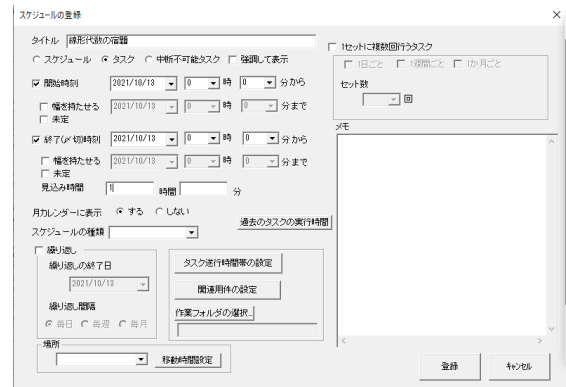 スケジュールの登録
タイトル 線形代数の宿題
スケジュール タスク 中断不可能タスク 強調して表示
開始時刻 2021/10/13 0 時 0 分から
幅を持たせる 2021/10/13 0 時 0 分まで
未定
終了(〆切)時刻 2021/10/13 0 時 0 分から
幅を持たせる 2021/10/13 0 時 0 分まで
未定
見込み時間 1 時間 分
月カレンダーに表示 する しない
過去のタスクの実行時間
スケジュールの種類
繰り返し
繰り返しの終了日
2021/10/13
繰り返し間隔
毎日 毎週 毎月
タスク遂行時間帯の設定
関連用件の設定
作業フォルダの選択...
場所
移動時間設定
1セットに複数回行うタスク
1日ごと 1週間ごと 1か月ごと
セット数
回
メモ
登録 キャンセル